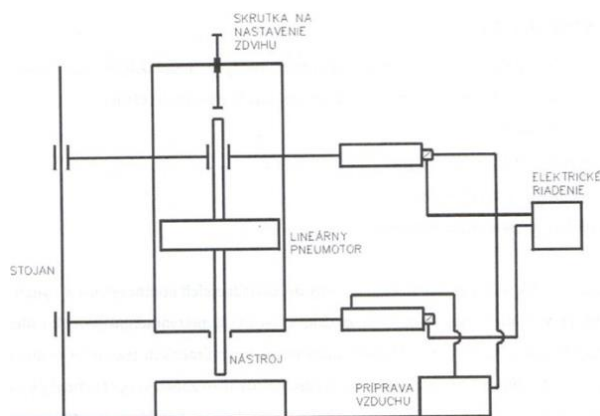 SKRUTKA NA
NASTAVENIE
ZDVIHU
ELEKTRICKÉ
RIADENIE
LINEÁRNY
PNEUMOTOR
STOJAN
NÁSTROJ
PRÍPRAVA
VZDUCHU